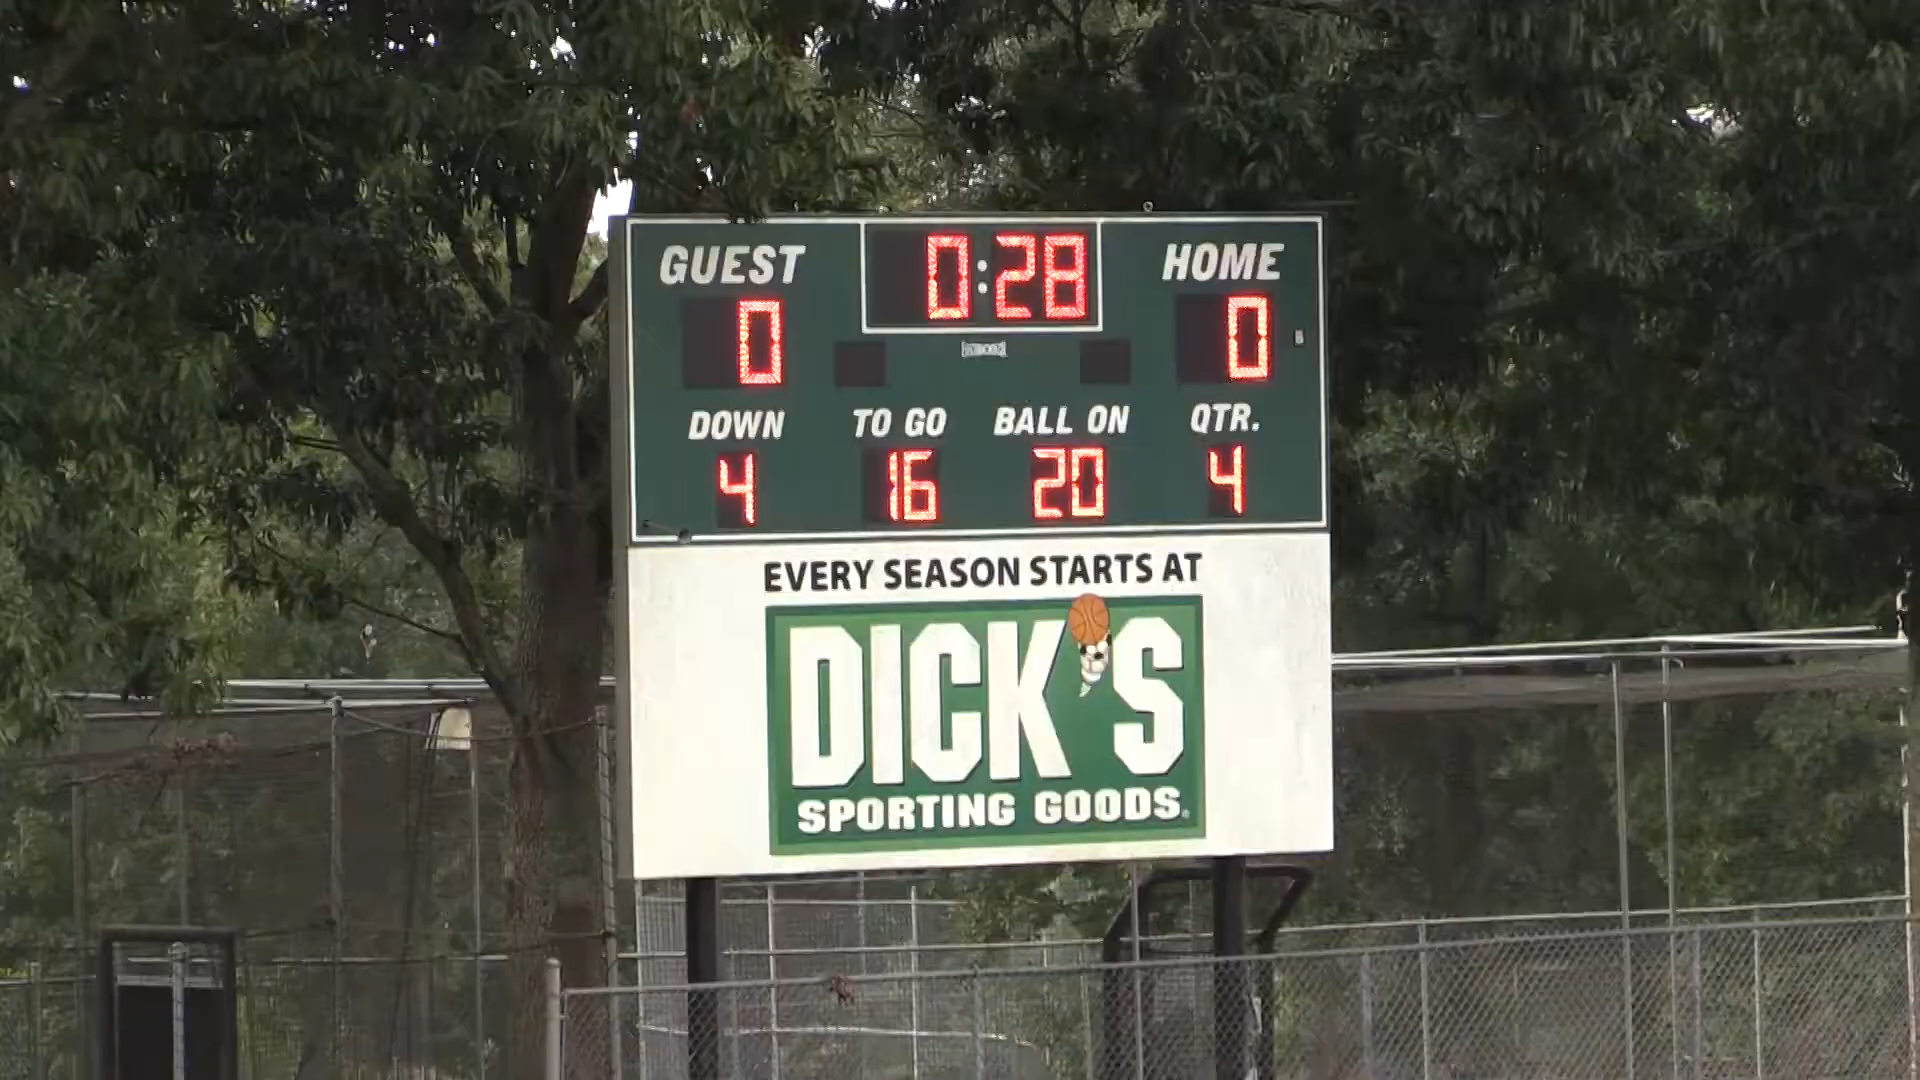 GUEST 0:28 HOME
0 0
DOWN TO GO BALL ON QTR.
4 16 20 4
EVERY SEASON STARTS AT
DICK'S
SPORTING GOODS